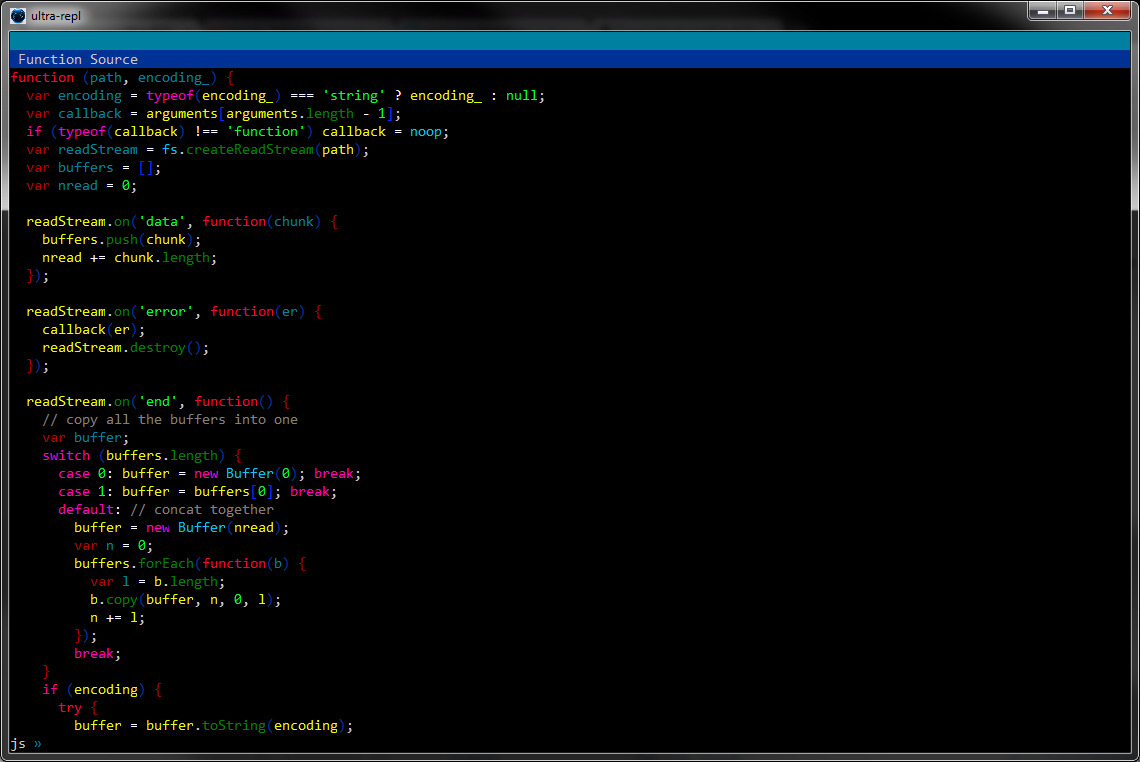 ultra-repl
Function Source
function (path, encoding_) {
  var encoding = typeof(encoding_) === 'string' ? encoding_ : null;
  var callback = arguments[arguments.length - 1];
  if (typeof(callback) !== 'function') callback = noop;
  var readStream = fs.createReadStream(path);
  var buffers = [];
  var nread = 0;

  readStream.on('data', function(chunk) {
    buffers.push(chunk);
    nread += chunk.length;
  });

  readStream.on('error', function(er) {
    callback(er);
    readStream.destroy();
  });

  readStream.on('end', function() {
    // copy all the buffers into one
    var buffer;
    switch (buffers.length) {
      case 0: buffer = new Buffer(0); break;
      case 1: buffer = buffers[0]; break;
      default: // concat together
        buffer = new Buffer(nread);
        var n = 0;
        buffers.forEach(function(b) {
          var l = b.length;
          b.copy(buffer, n, 0, l);
          n += l;
        });
        break;
    }
    if (encoding) {
      try {
        buffer = buffer.toString(encoding);
js »